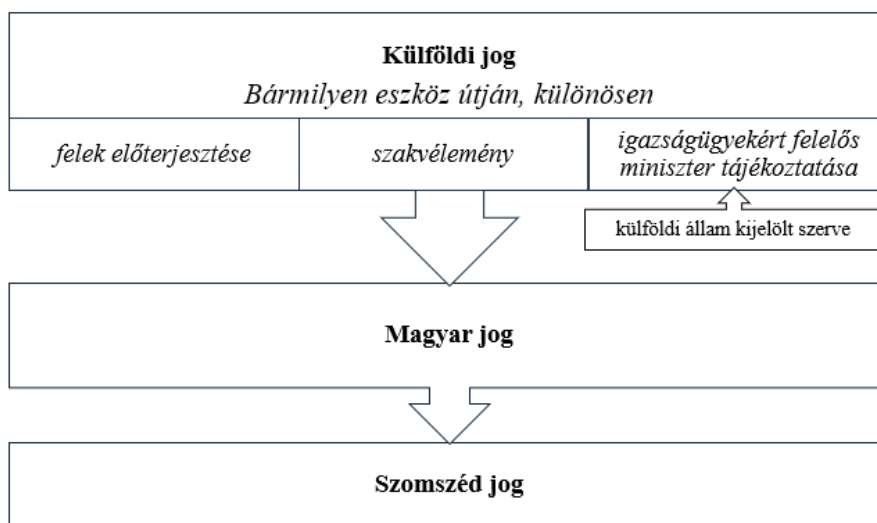 Külföldi jog
Bármilyen eszköz útján, különösen
felek előterjesztése
szakvélemény
igazságügyekért felelős
miniszter tájékoztatása
külföldi állam kijelölt szerve
Magyar jog
Szomszéd jog